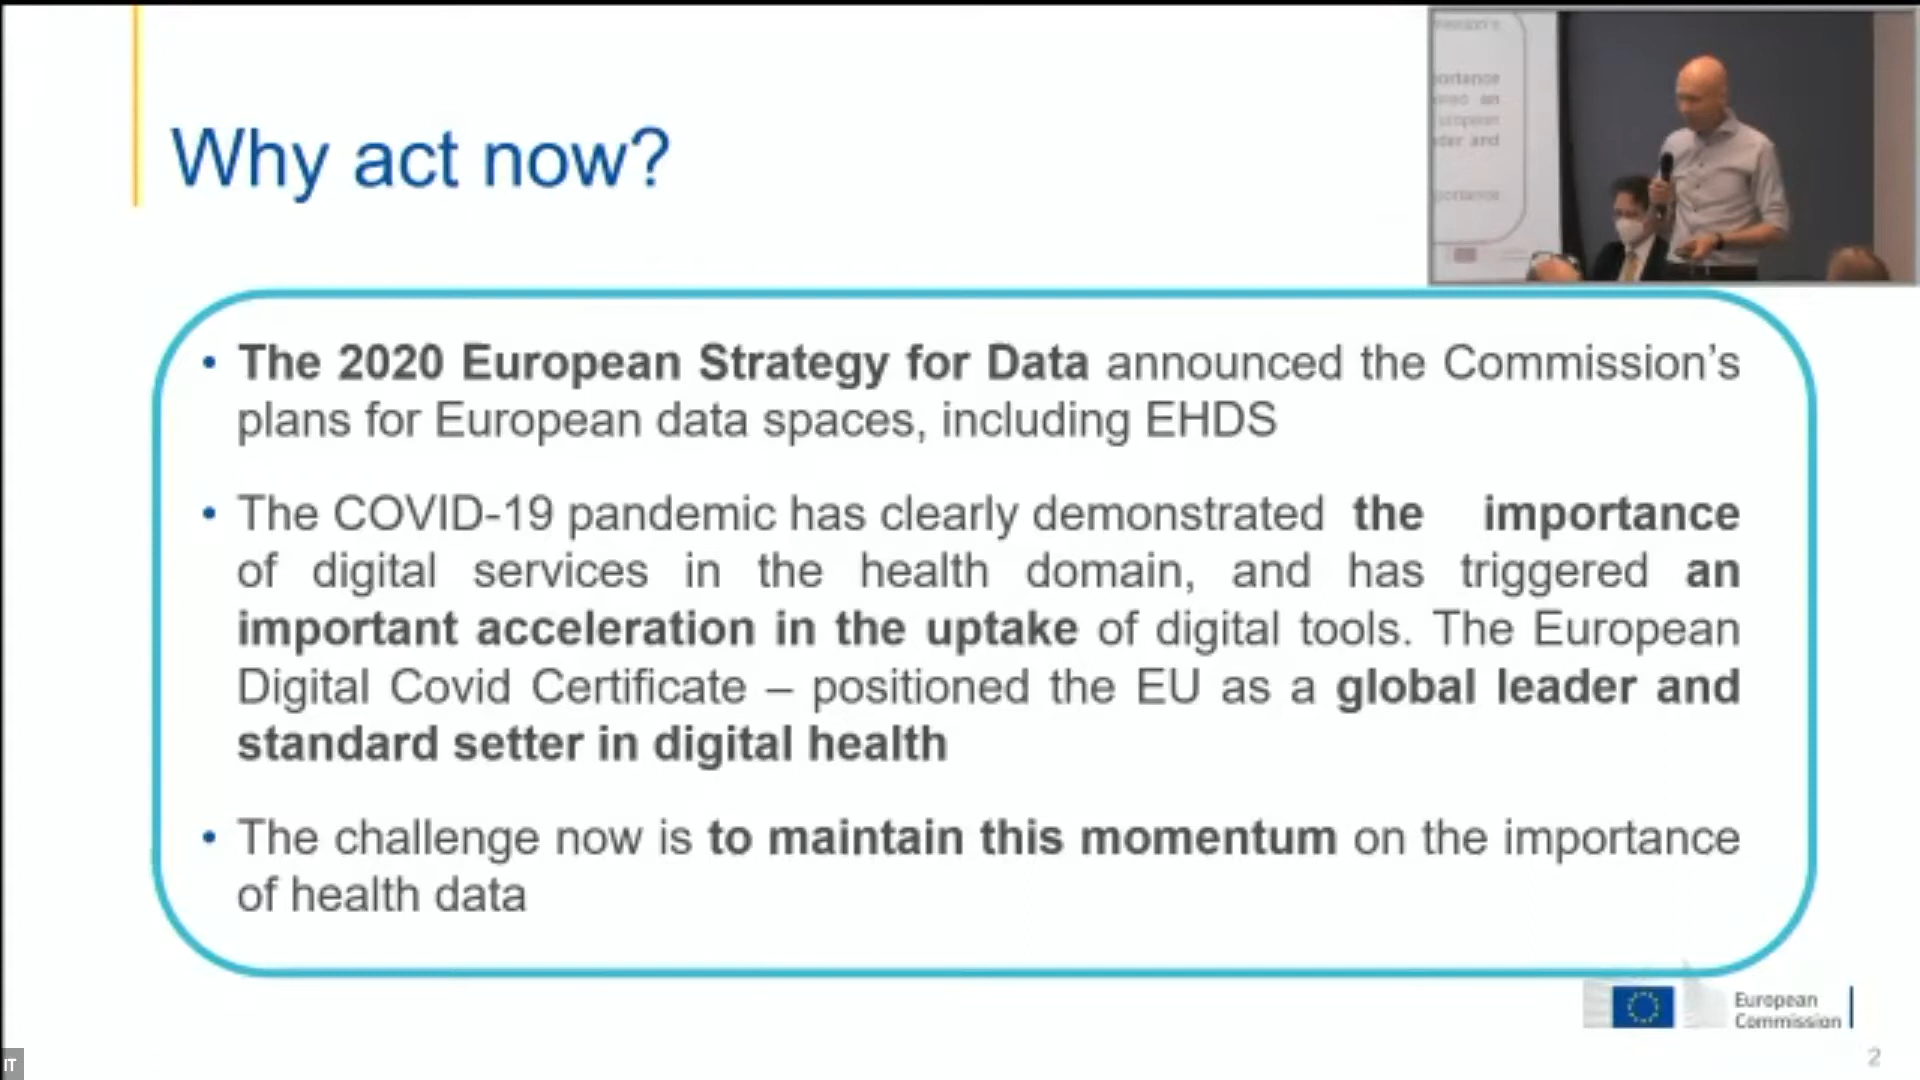 Why act now?
• The 2020 European Strategy for Data announced the Commission's
plans for European data spaces, including EHDS
• The COVID-19 pandemic has clearly demonstrated the importance
of digital services in the health domain, and has triggered an
important acceleration in the uptake of digital tools. The European
Digital Covid Certificate – positioned the EU as a global leader and
standard setter in digital health
• The challenge now is to maintain this momentum on the importance
of health data
European
Commission
2
IT